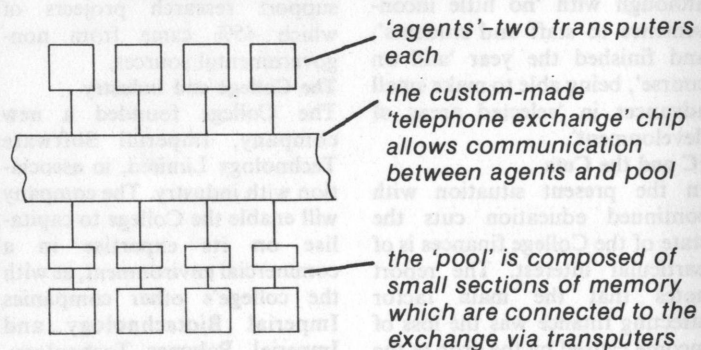 'agents'–two transputers
each
the custom-made
'telephone exchange' chip
allows communication
between agents and pool
the 'pool' is composed of
small sections of memory
which are connected to the
exchange via transputers